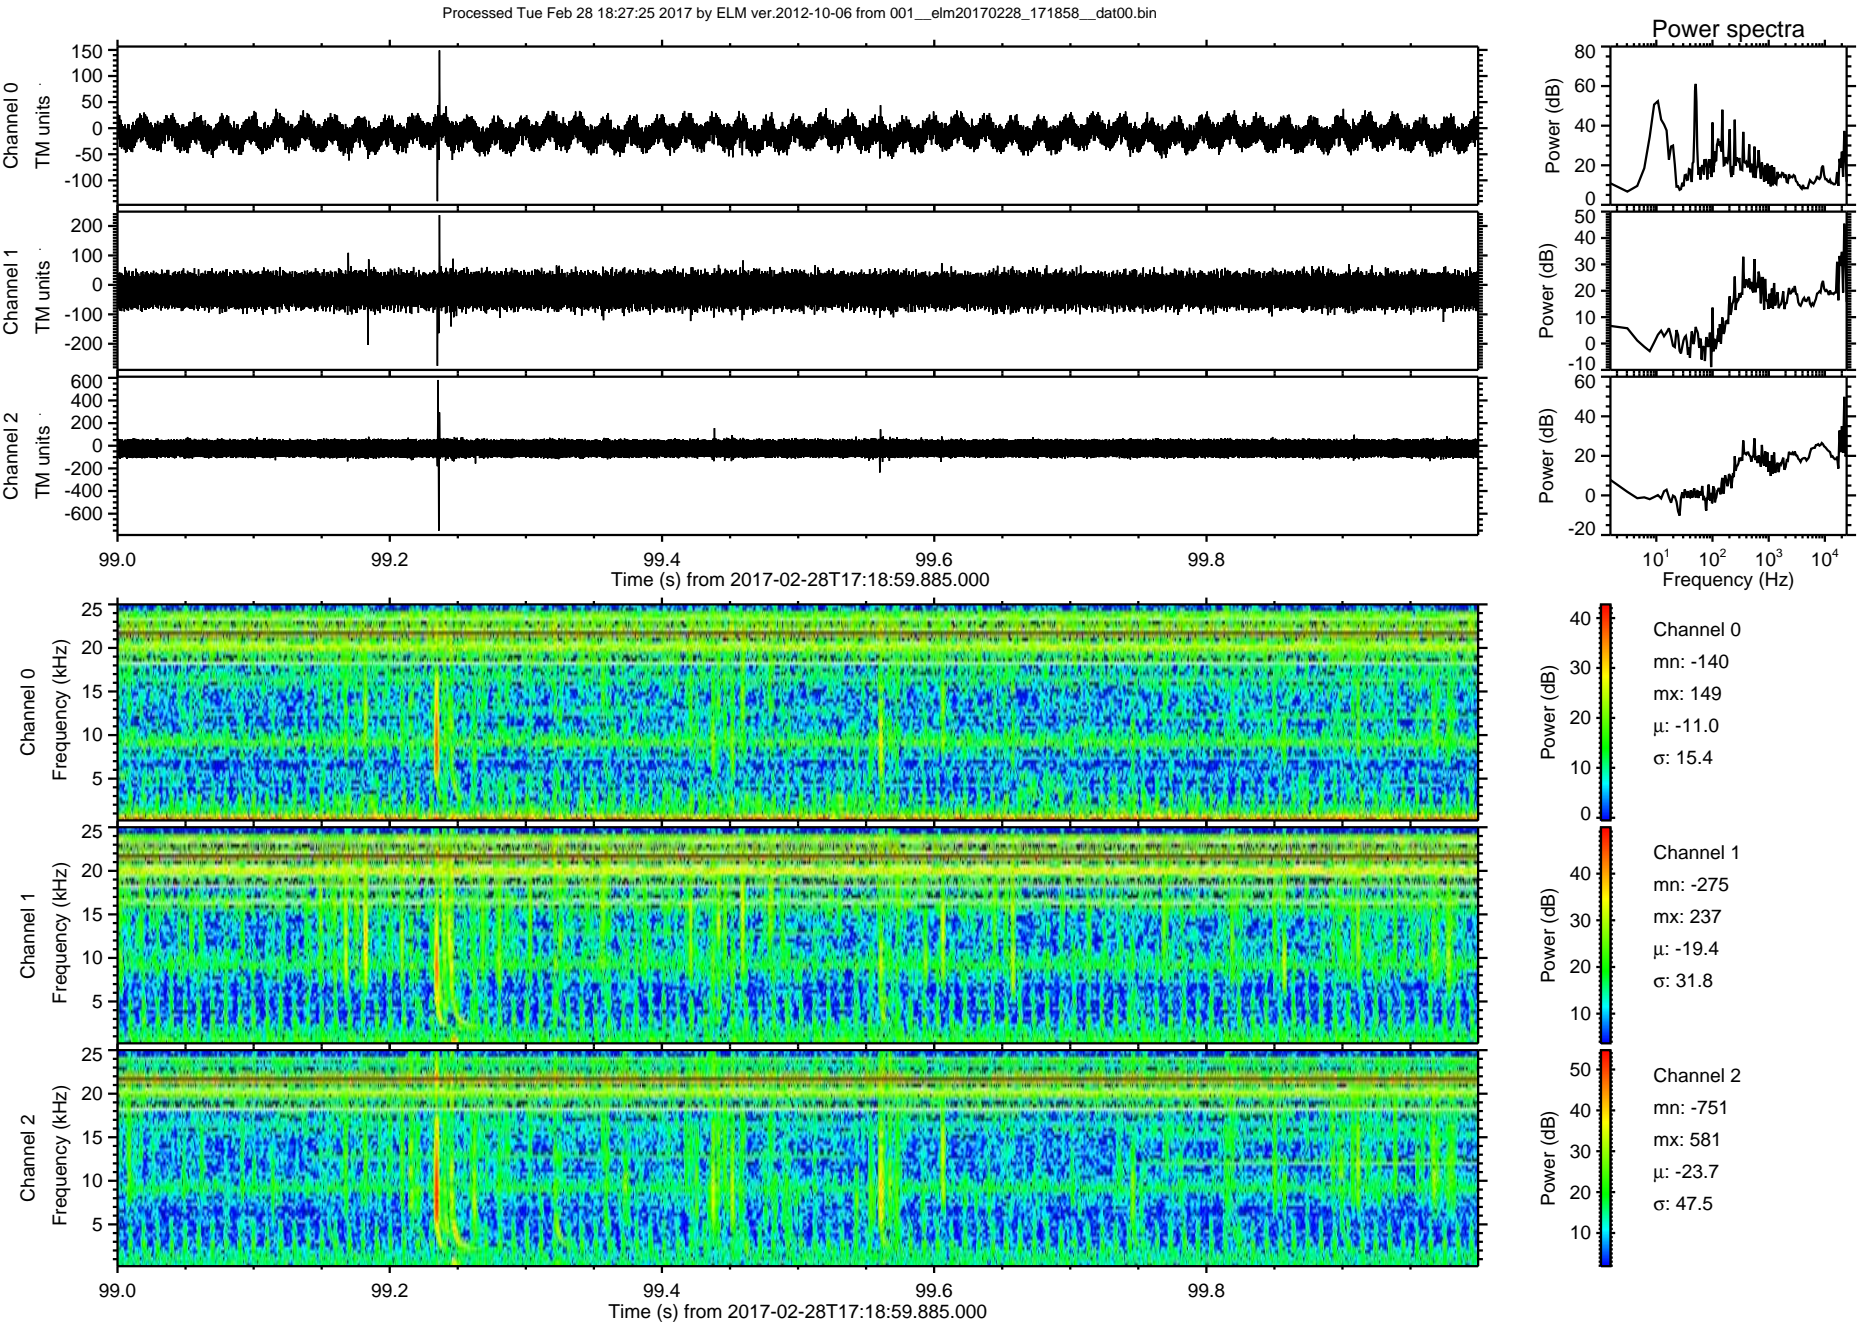 Processed Tue Feb 28 18:27:25 2017 by ELM ver.2012-10-06 from 001__elm20170228_171858__dat00.bin
Power spectra
Channel 0
TM units
150
100
50
0
-50
-100
Power (dB)
80
60
40
20
0
Channel 1
TM units
200
100
0
-100
-200
Power (dB)
50
40
30
20
10
0
-10
Channel 2
TM units
600
400
200
0
-200
-400
-600
Power (dB)
60
40
20
0
-20
99.0 99.2 99.4 99.6 99.8
Time (s) from 2017-02-28T17:18:59.885.000
10¹ 10² 10³ 10⁴
Frequency (Hz)
Channel 0
Frequency (kHz)
25
20
15
10
5
Power (dB)
40
30
20
10
0
Channel 0
mn: -140
mx: 149
μ: -11.0
σ: 15.4
Channel 1
Frequency (kHz)
25
20
15
10
5
Power (dB)
40
30
20
10
Channel 1
mn: -275
mx: 237
μ: -19.4
σ: 31.8
Channel 2
Frequency (kHz)
25
20
15
10
5
Power (dB)
50
40
30
20
10
Channel 2
mn: -751
mx: 581
μ: -23.7
σ: 47.5
99.0 99.2 99.4 99.6 99.8
Time (s) from 2017-02-28T17:18:59.885.000